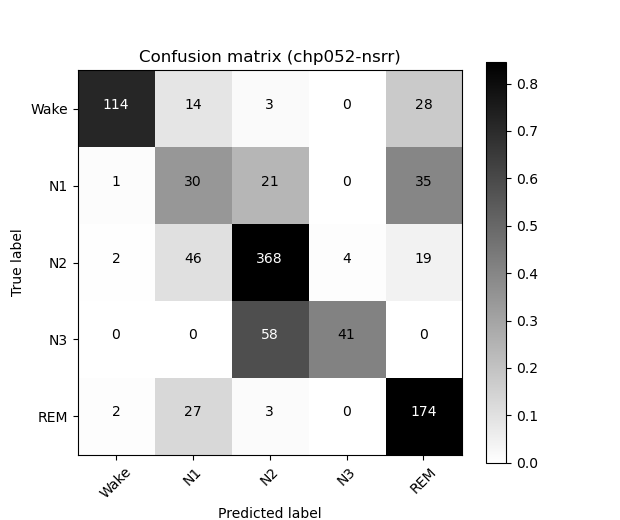 Confusion matrix (chp052-nsrr)
Wake 114 14 3 0 28
N1 1 30 21 0 35
N2 2 46 368 4 19
N3 0 0 58 41 0
REM 2 27 3 0 174
Wake N1 N2 N3 REM
Predicted label
True label
0.8
0.7
0.6
0.5
0.4
0.3
0.2
0.1
0.0